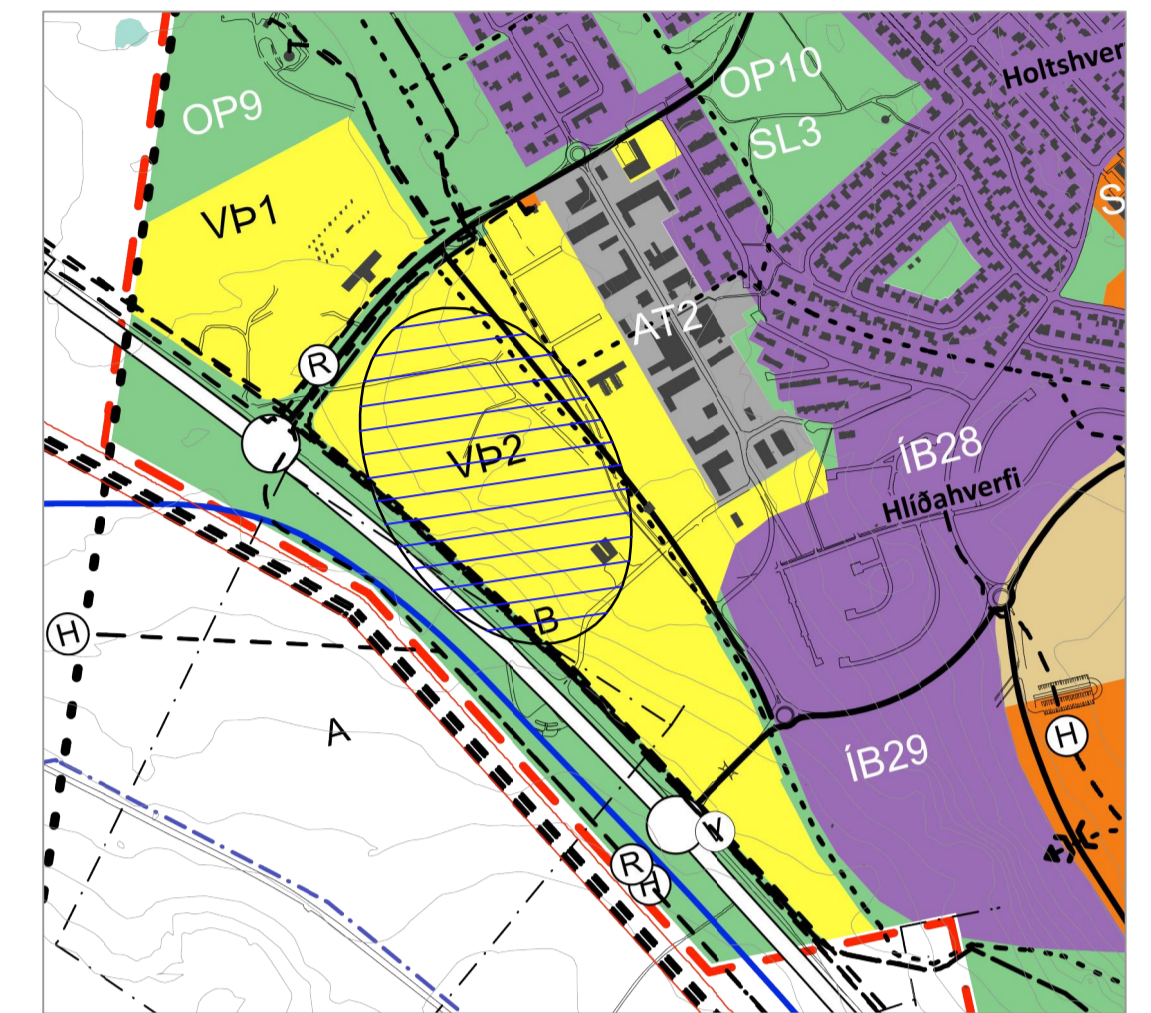 OP9
OP10
Holtshver
SL3
S
VÞ1
AT2
R
VÞ2
ÍB28
Hlíðahverfi
B
H
A
H
ÍB29
R
H